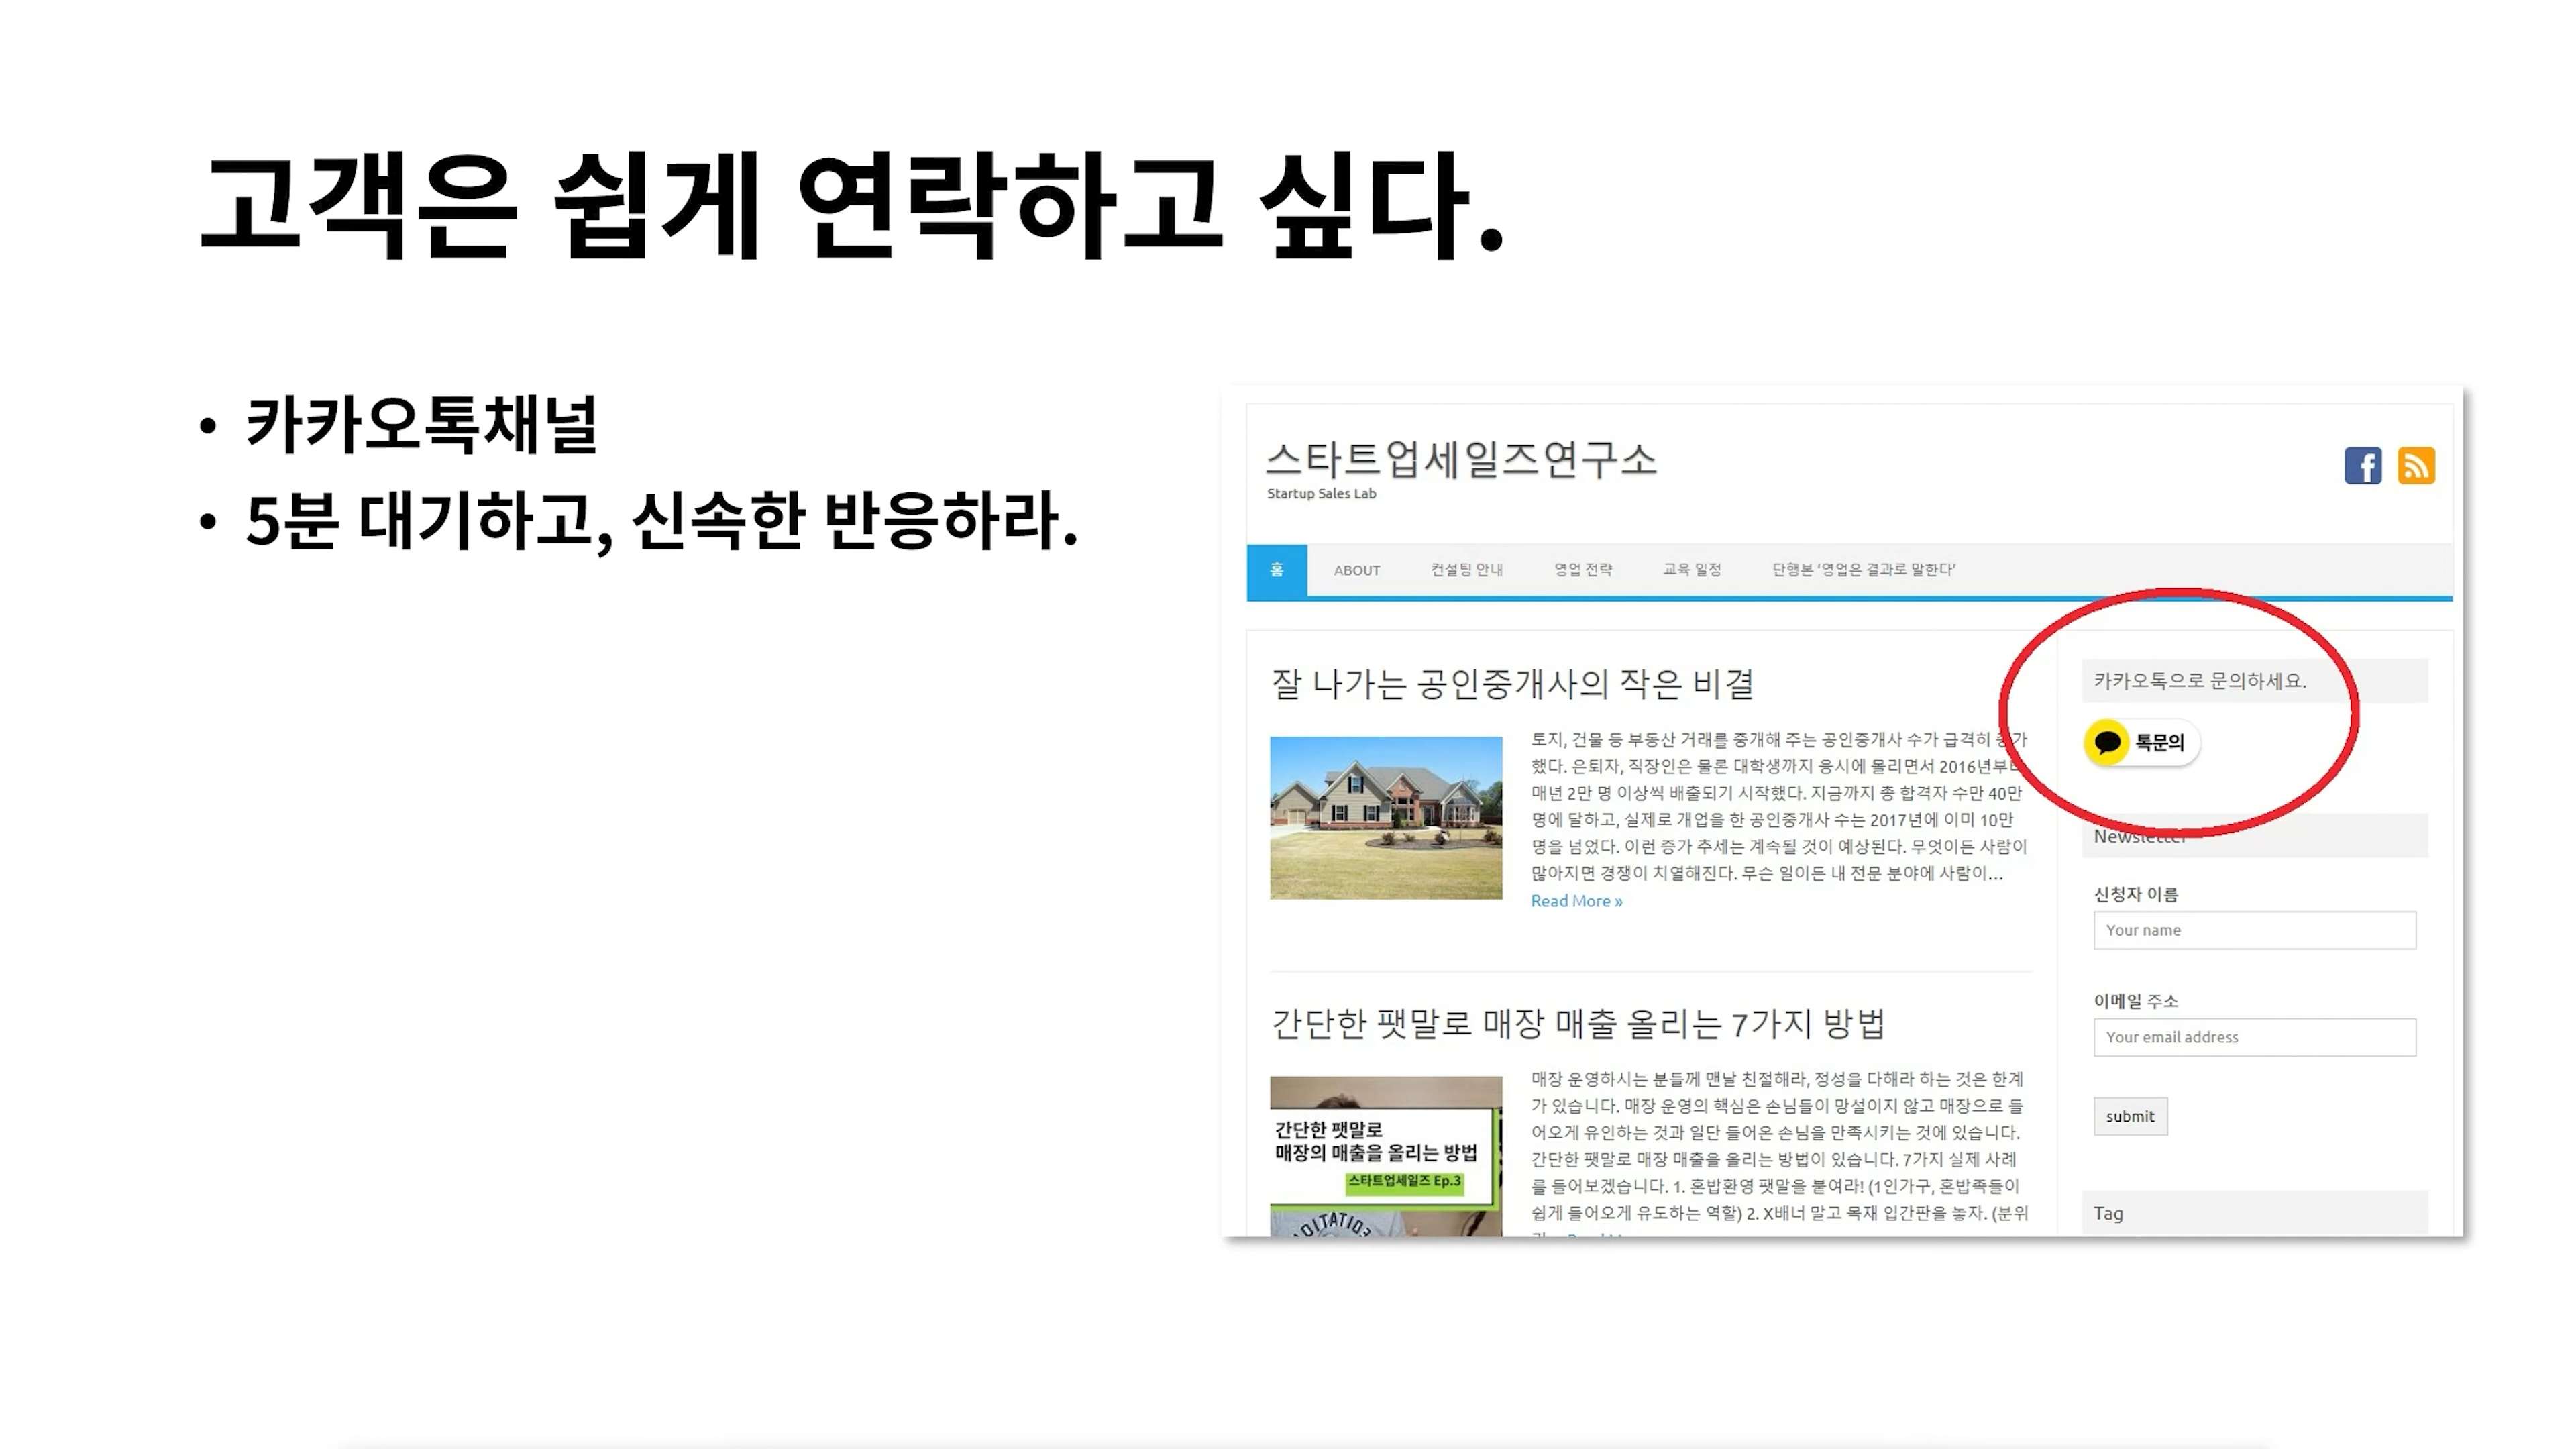 고객은 쉽게 연락하고 싶다.
• 카카오톡채널
• 5분 대기하고, 신속한 반응하라.
스타트업세일즈연구소
Startup Sales Lab
홈 ABOUT 컨설팅 안내 영업 전략 교육 일정 단행본 ‘영업은 결과로 말한다’
잘 나가는 공인중개사의 작은 비결
토지, 건물 등 부동산 거래를 중개해 주는 공인중개사 수가 급격히 증가
했다. 은퇴자, 직장인은 물론 대학생까지 응시에 몰리면서 2016년부터
매년 2만 명 이상씩 배출되기 시작했다. 지금까지 총 합격자 수만 40만
명에 달하고, 실제로 개업을 한 공인중개사 수는 2017년에 이미 10만
명을 넘었다. 이런 증가 추세는 계속될 것이 예상된다. 무엇이든 사람이
많아지면 경쟁이 치열해진다. 무슨 일이든 내 전문 분야에 사람이...
Read More »
간단한 팻말로 매장 매출 올리는 7가지 방법
간단한 팻말로
매장의 매출을 올리는 방법
스타트업세일즈 Ep.3
매장 운영하시는 분들께 맨날 친절해라, 정성을 다해라 하는 것은 한계
가 있습니다. 매장 운영의 핵심은 손님들이 망설이지 않고 매장으로 들
어오게 유인하는 것과 일단 들어온 손님을 만족시키는 것에 있습니다.
간단한 팻말로 매장 매출을 올리는 방법이 있습니다. 7가지 실제 사례
를 들어보겠습니다. 1. 혼밥환영 팻말을 붙여라! (1인가구, 혼밥족들이
쉽게 들어오게 유도하는 역할) 2. X배너 말고 목재 입간판을 놓자. (분위
카카오톡으로 문의하세요.
톡문의
Newsletter
신청자 이름
Your name
이메일 주소
Your email address
submit
Tag